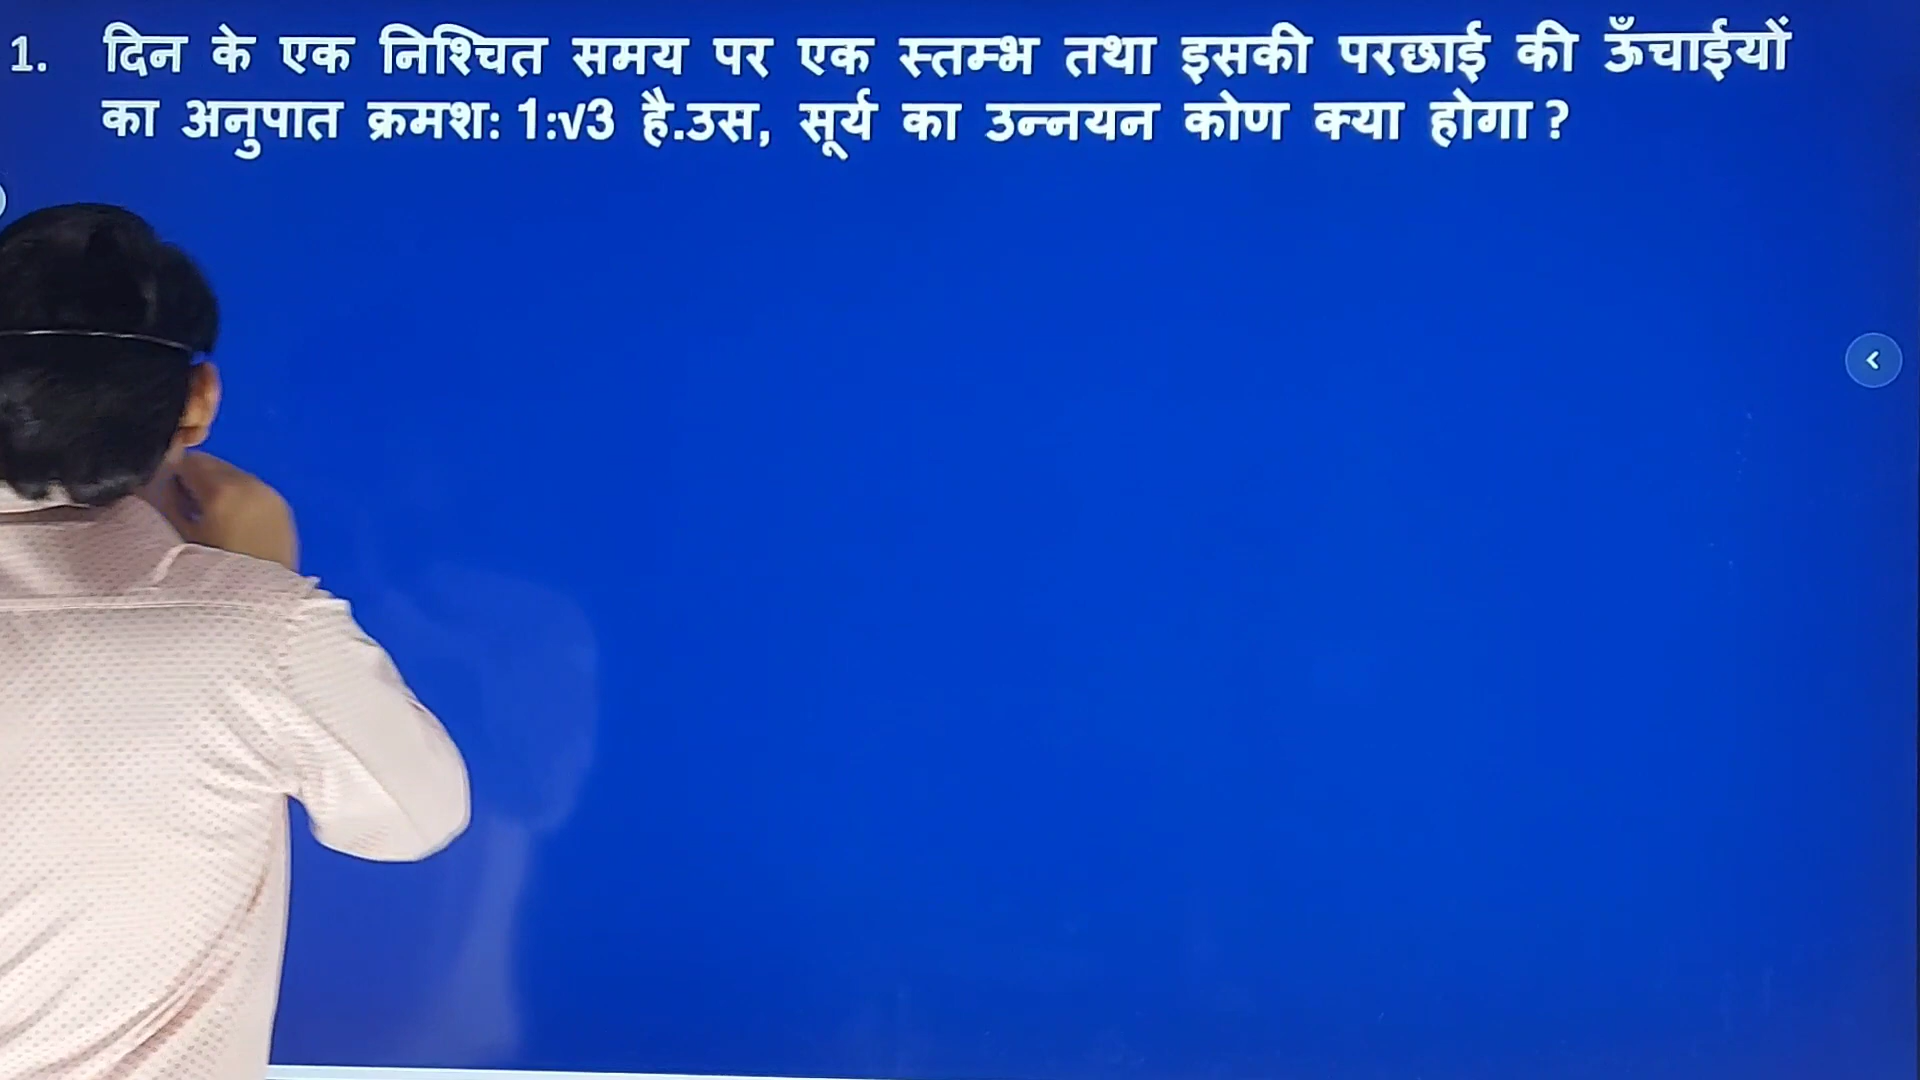 1. दिन के एक निश्चित समय पर एक स्तम्भ तथा इसकी परछाई की ऊँचाईयों
का अनुपात क्रमश: 1:√3 है.उस, सूर्य का उन्नयन कोण क्या होगा ?